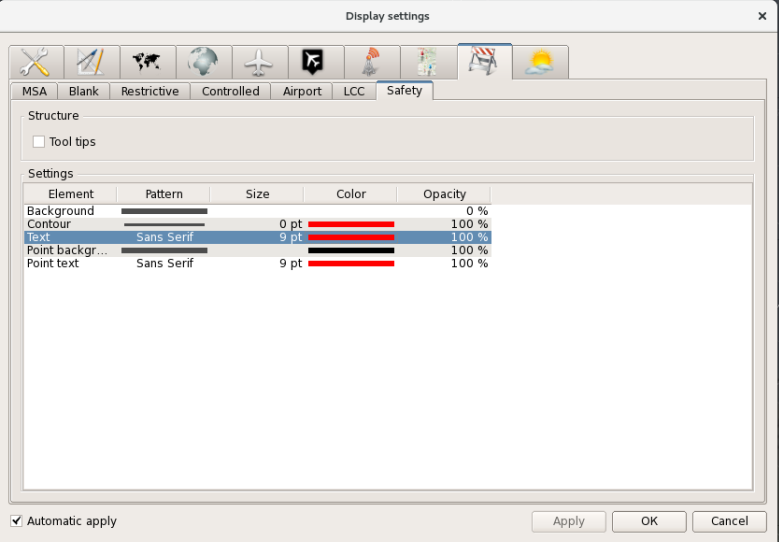 Display settings
MSA Blank Restrictive Controlled Airport LCC Safety
Structure
Tool tips
Settings
Element Pattern Size Color Opacity
Background 0 %
Contour 0 pt 100 %
Text Sans Serif 9 pt 100 %
Point backgr... 100 %
Point text Sans Serif 9 pt 100 %
Automatic apply Apply OK Cancel